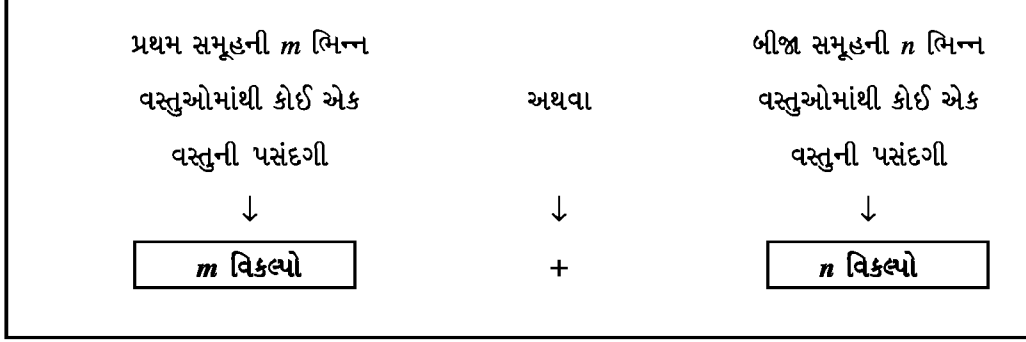 પ્રથમ સમૂહની m ભિન્ન
વસ્તુઓમાંથી કોઈ એક
વસ્તુની પસંદગી
↓
m વિકલ્પો
અથવા
↓
+
બીજા સમૂહની n ભિન્ન
વસ્તુઓમાંથી કોઈ એક
વસ્તુની પસંદગી
↓
n વિકલ્પો